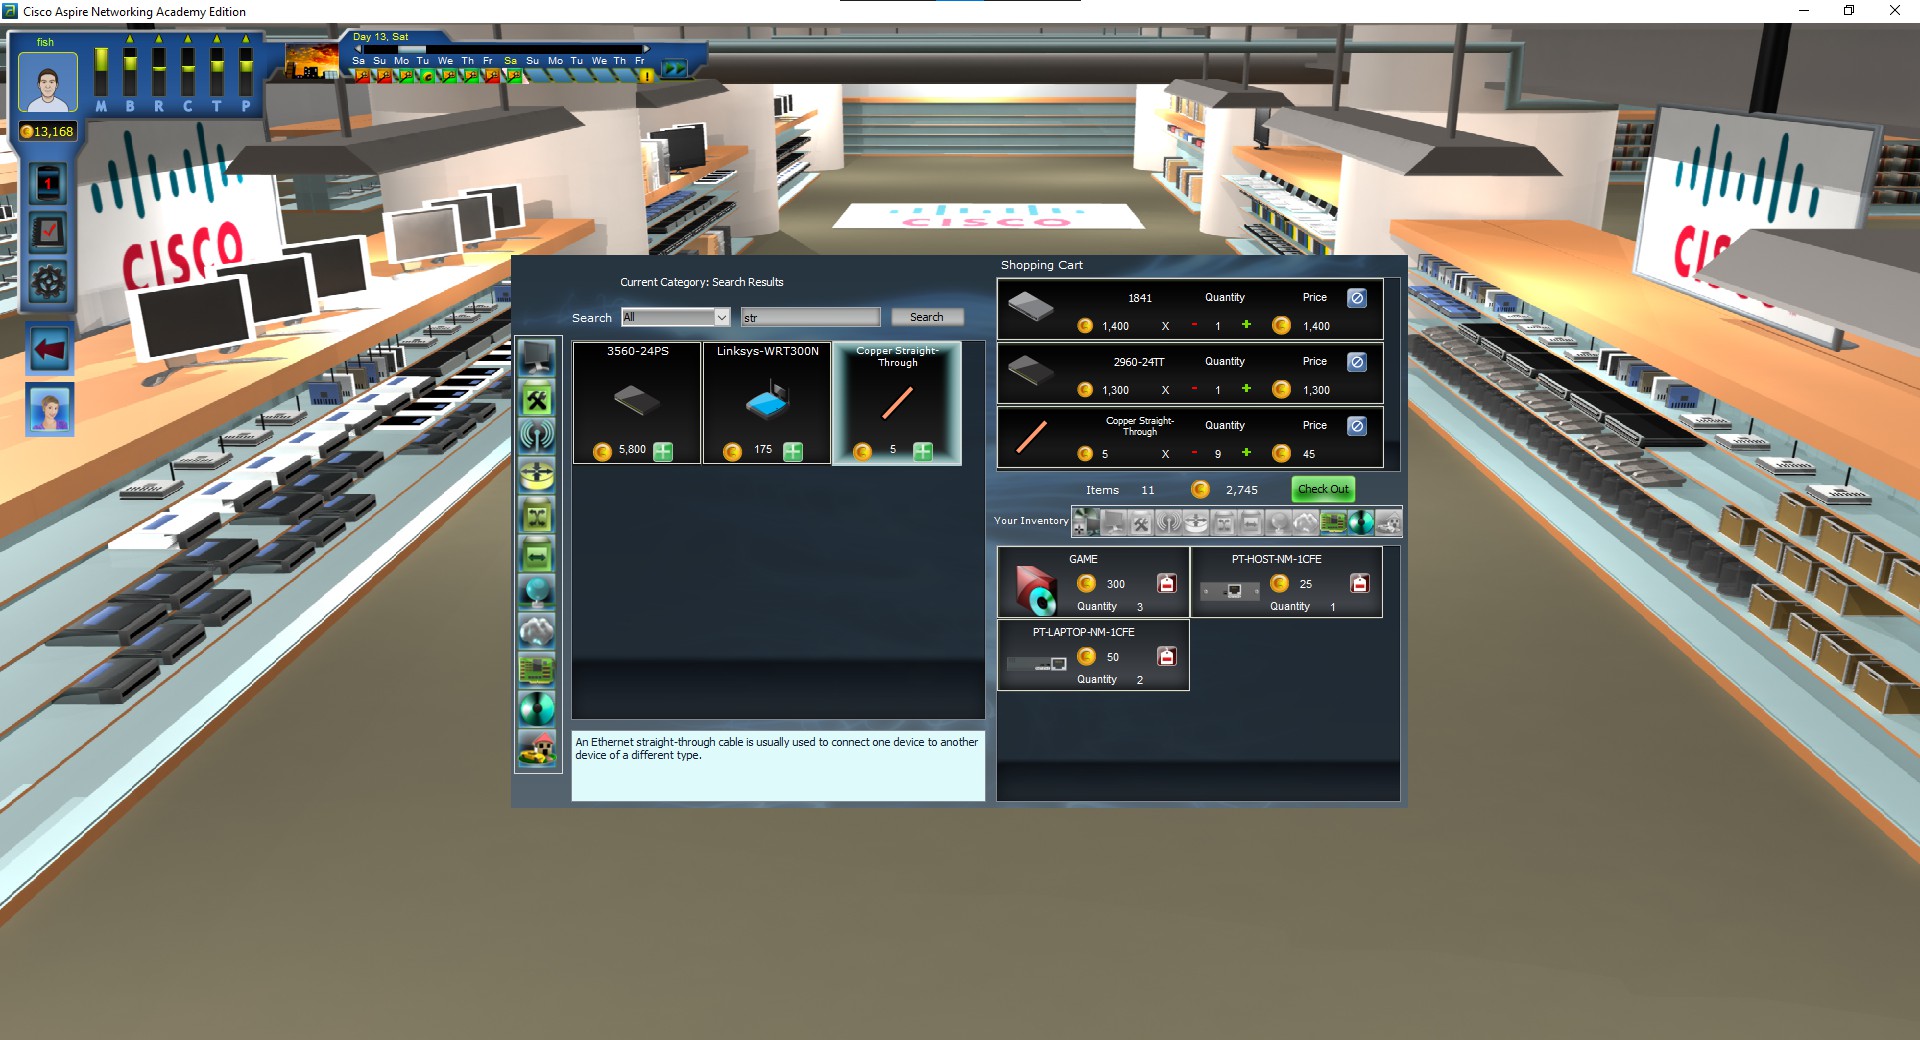 Cisco Aspire Networking Academy Edition
fish
M B R C T P
13,168
1
Day 13, Sat
Sa Su Mo Tu We Th Fr Sa Su Mo Tu We Th Fr
CISCO
CISCO
Current Category: Search Results
Search All str Search
3560-24PS
5,800
Linksys-WRT300N
175
Copper Straight-
Through
5
An Ethernet straight-through cable is usually used to connect one device to another
device of a different type.
Shopping Cart
1841 Quantity Price
1,400 X - 1 + 1,400
2960-24TT Quantity Price
1,300 X - 1 + 1,300
Copper Straight-
Through
Quantity Price
5 X - 9 + 45
Items 11 2,745 Check Out
Your Inventory
GAME
300
Quantity 3
PT-HOST-NM-1CFE
25
Quantity 1
PT-LAPTOP-NM-1CFE
50
Quantity 2